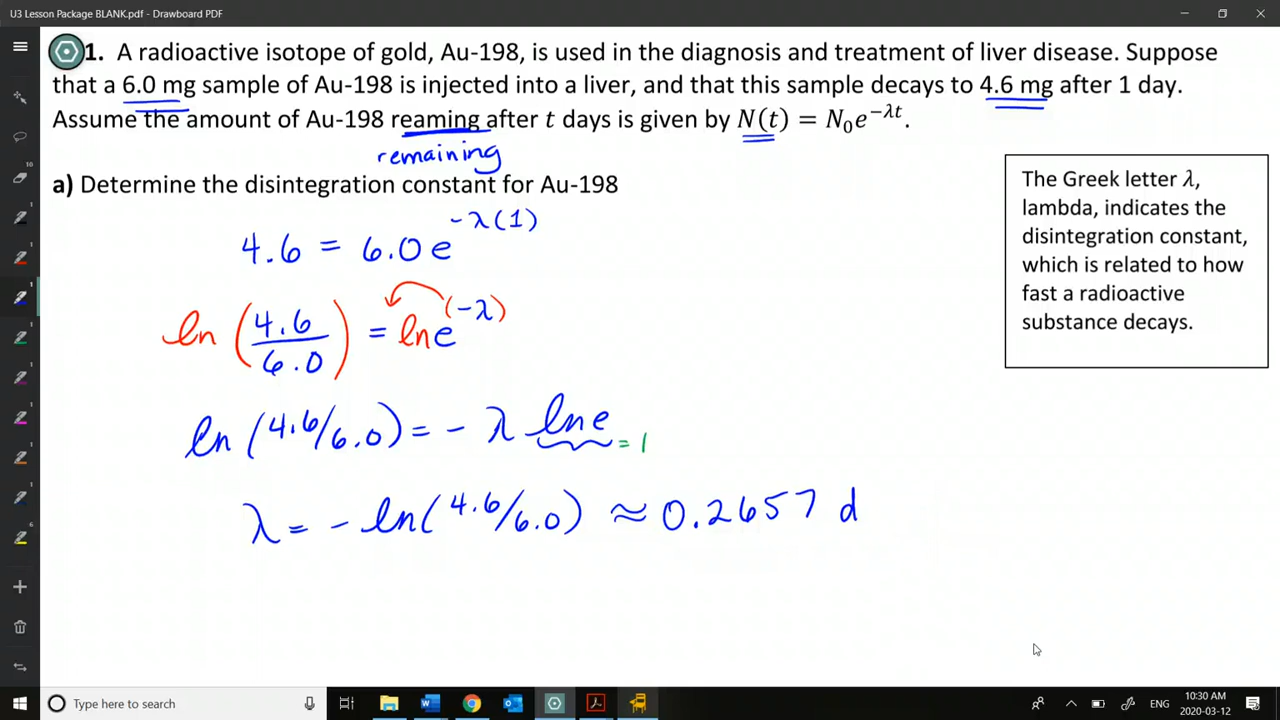 U3 Lesson Package BLANK.pdf - Drawboard PDF
1. A radioactive isotope of gold, Au-198, is used in the diagnosis and treatment of liver disease. Suppose
that a 6.0 mg sample of Au-198 is injected into a liver, and that this sample decays to 4.6 mg after 1 day.
Assume the amount of Au-198 reaming after t days is given by N(t) = N₀e^{-λt}.
remaining
a) Determine the disintegration constant for Au-198
The Greek letter λ,
lambda, indicates the
disintegration constant,
which is related to how
fast a radioactive
substance decays.
4.6 = 6.0e^{-λ(1)}
ln(4.6/6.0) = ln e^{(-λ)}
ln(4.6/6.0) = -λ ln e = 1
λ = -ln(4.6/6.0) ≈ 0.2657 d
Type here to search
ENG
10:30 AM
2020-03-12